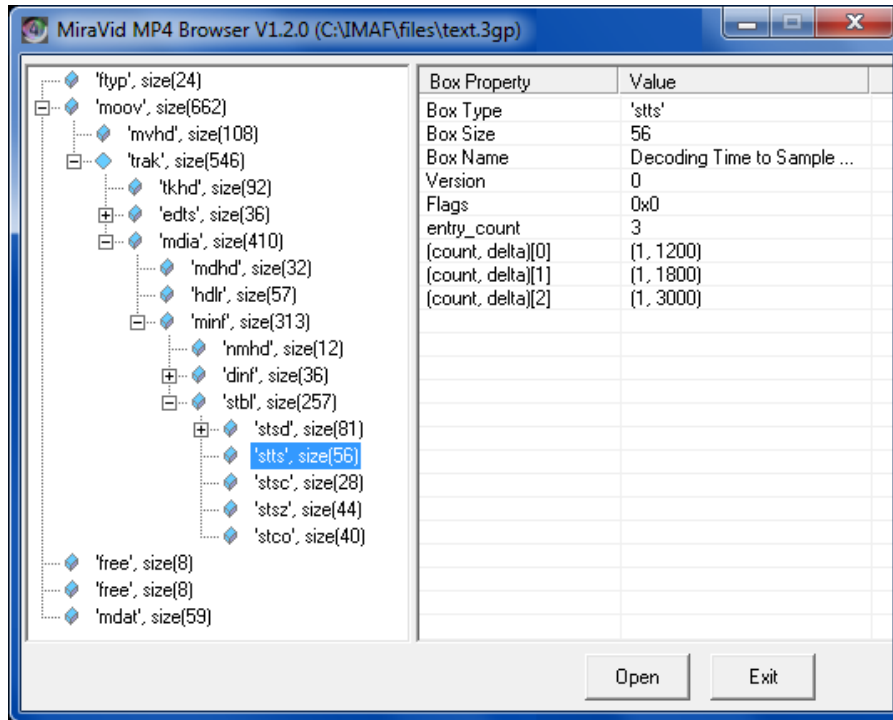 MiraVid MP4 Browser V1.2.0 (C:\IMAF\files\text.3gp)
'ftyp', size(24)
'moov', size(662)
'mvhd', size(108)
'trak', size(546)
'tkhd', size(92)
'edts', size(36)
'mdia', size(410)
'mdhd', size(32)
'hdlr', size(57)
'minf', size(313)
'nmhd', size(12)
'dinf', size(36)
'stbl', size(257)
'stsd', size(81)
'stts', size(56)
'stsc', size(28)
'stsz', size(44)
'stco', size(40)
'free', size(8)
'free', size(8)
'mdat', size(59)
Box Property Value
Box Type 'stts'
Box Size 56
Box Name Decoding Time to Sample ...
Version 0
Flags 0x0
entry_count 3
(count, delta)[0] (1, 1200)
(count, delta)[1] (1, 1800)
(count, delta)[2] (1, 3000)
Open Exit